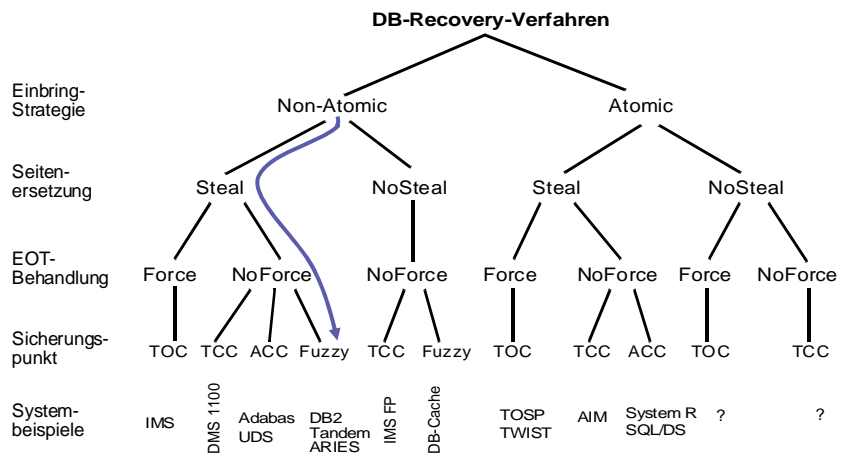 DB-Recovery-Verfahren
Einbring-
Strategie
Non-Atomic
Atomic
Seiten-
ersetzung
Steal
NoSteal
Steal
NoSteal
EOT-
Behandlung
Force
NoForce
NoForce
Force
NoForce
Force
NoForce
Sicherungs-
punkt
TOC
TCC
ACC
Fuzzy
TCC
Fuzzy
TOC
TCC
ACC
TOC
TCC
System-
beispiele
IMS
DMS 1100
Adabas
UDS
DB2
Tandem
ARIES
IMS FP
DB-Cache
TOSP
TWIST
AIM
System R
SQL/DS
?
?